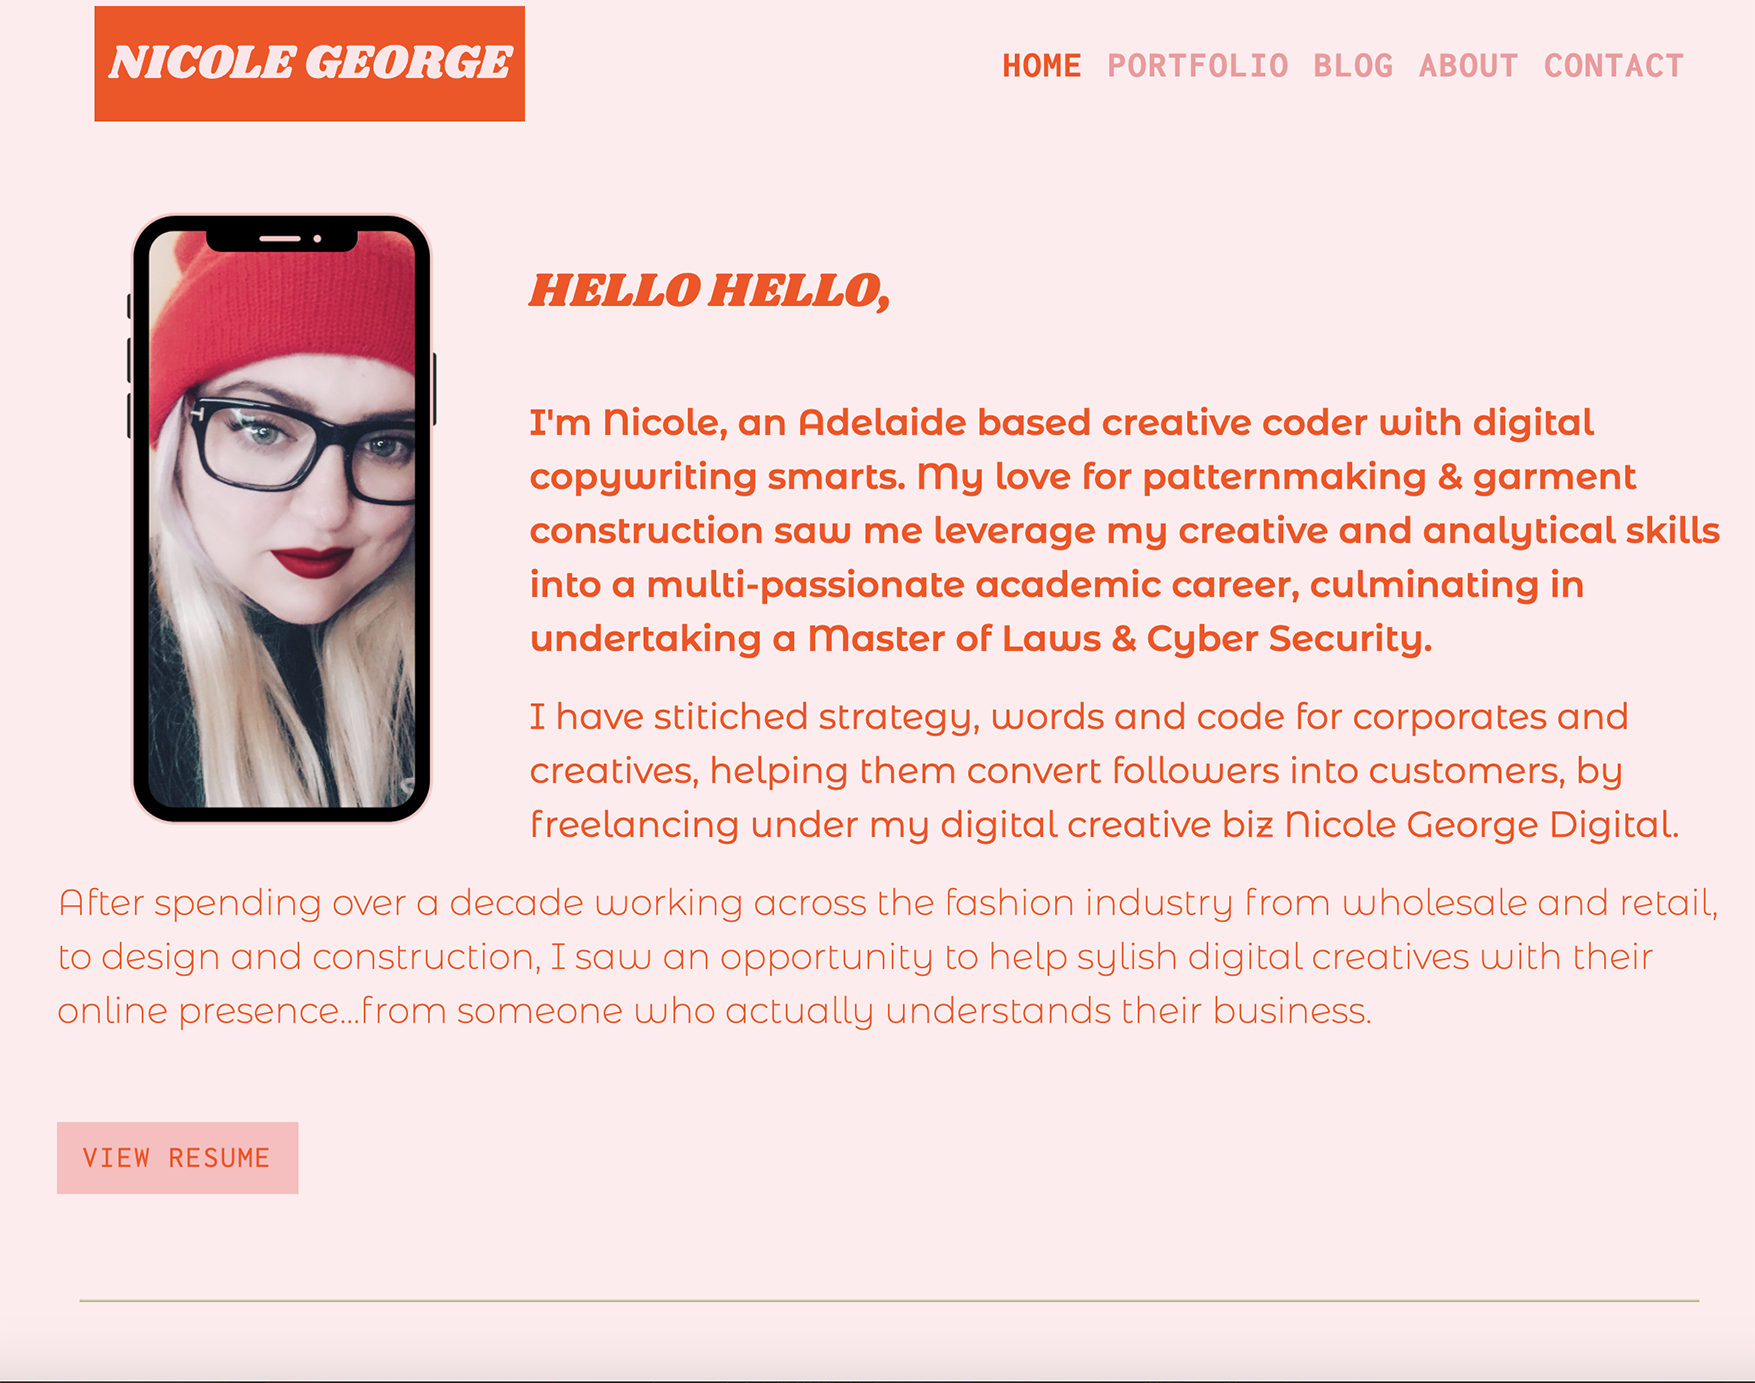 NICOLE GEORGE
HOME PORTFOLIO BLOG ABOUT CONTACT
HELLO HELLO,
I'm Nicole, an Adelaide based creative coder with digital
copywriting smarts. My love for patternmaking & garment
construction saw me leverage my creative and analytical skills
into a multi-passionate academic career, culminating in
undertaking a Master of Laws & Cyber Security.
I have stitiched strategy, words and code for corporates and
creatives, helping them convert followers into customers, by
freelancing under my digital creative biz Nicole George Digital.
After spending over a decade working across the fashion industry from wholesale and retail,
to design and construction, I saw an opportunity to help sylish digital creatives with their
online presence...from someone who actually understands their business.
VIEW RESUME